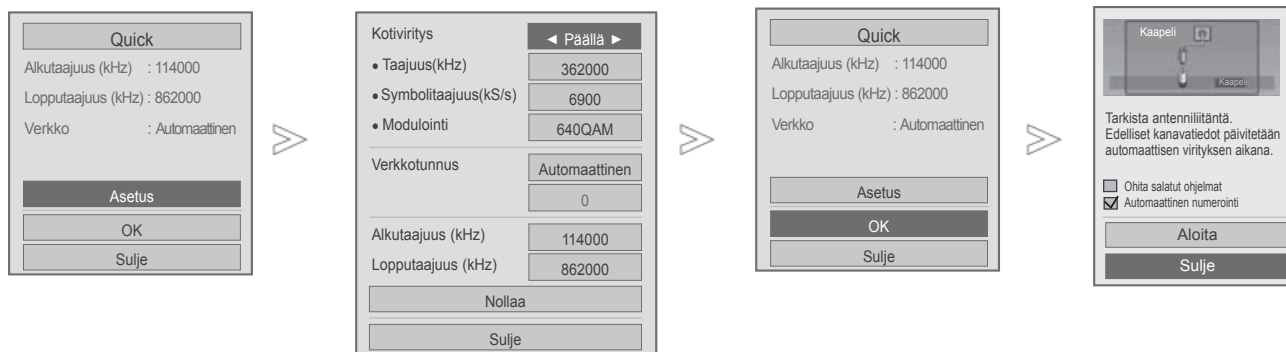 Quick
Alkutaajuus (kHz) : 114000
Lopputaajuus (kHz) : 862000
Verkko : Automaattinen
Asetus
OK
Sulje
Kotiviritys ◄ Päällä ►
• Taajuus(kHz) 362000
• Symbolitaajuus(kS/s) 6900
• Modulointi 640QAM
Verkkotunnus Automaattinen
0
Alkutaajuus (kHz) 114000
Lopputaajuus (kHz) 862000
Nollaa
Sulje
Quick
Alkutaajuus (kHz) : 114000
Lopputaajuus (kHz) : 862000
Verkko : Automaattinen
Asetus
OK
Sulje
Kaapeli
Kaapeli
Tarkista antenniliitäntä.
Edelliset kanavatiedot päivitetään
automaattisen virityksen aikana.
Ohita salatut ohjelmat
Automaattinen numerointi
Aloita
Sulje